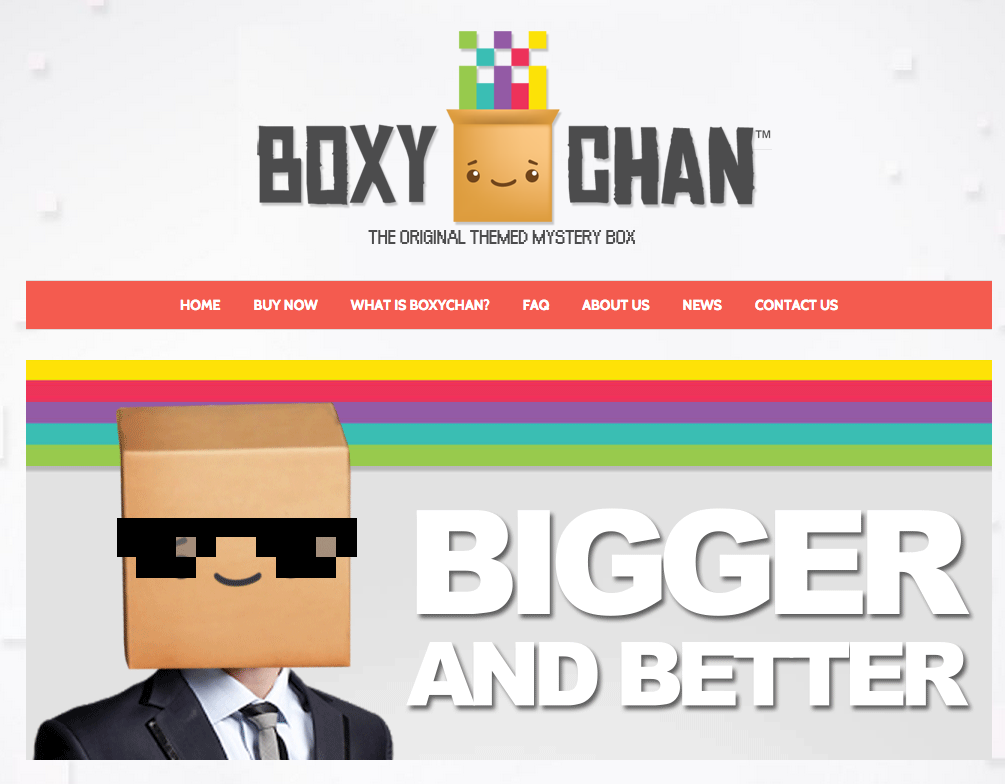 BOXY CHAN™
THE ORIGINAL THEMED MYSTERY BOX
HOME BUY NOW WHAT IS BOXYCHAN? FAQ ABOUT US NEWS CONTACT US
BIGGER
AND BETTER